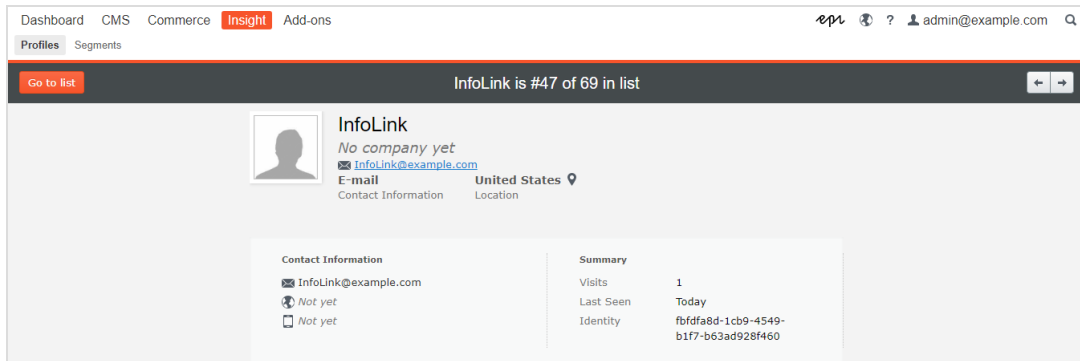 Dashboard CMS Commerce Insight Add-ons epi ? admin@example.com
Profiles Segments
Go to list InfoLink is #47 of 69 in list
InfoLink
No company yet
InfoLink@example.com
E-mail United States
Contact Information Location
Contact Information Summary
InfoLink@example.com Visits 1
Not yet Last Seen Today
Not yet Identity fbfdfa8d-1cb9-4549-
b1f7-b63ad928f460